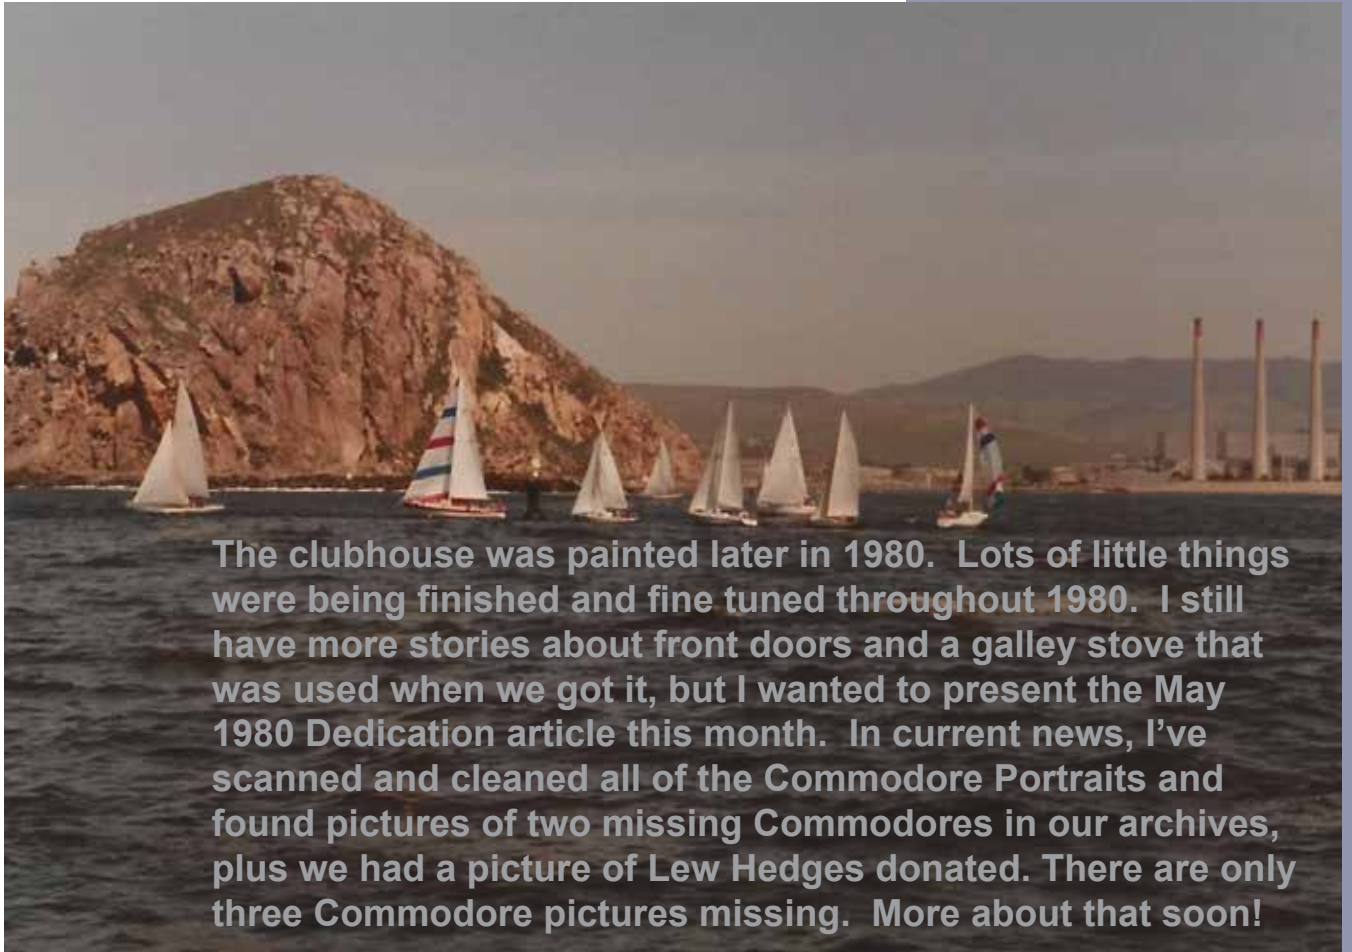 The clubhouse was painted later in 1980.  Lots of little things
were being finished and fine tuned throughout 1980.  I still
have more stories about front doors and a galley stove that
was used when we got it, but I wanted to present the May
1980 Dedication article this month.  In current news, I’ve
scanned and cleaned all of the Commodore Portraits and
found pictures of two missing Commodores in our archives,
plus we had a picture of Lew Hedges donated. There are only
three Commodore pictures missing.  More about that soon!